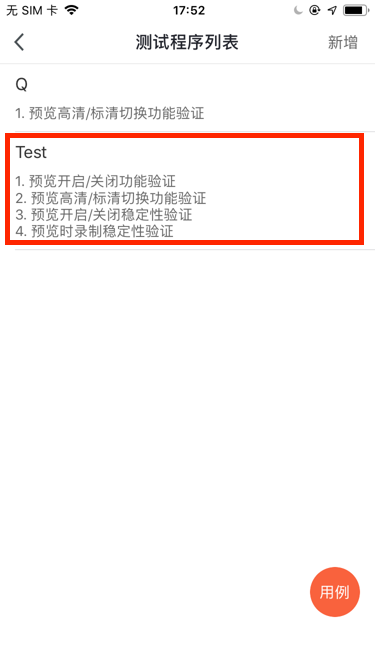 无 SIM 卡
17:52
测试程序列表
新增
Q
1. 预览高清/标清切换功能验证
Test
1. 预览开启/关闭功能验证
2. 预览高清/标清切换功能验证
3. 预览开启/关闭稳定性验证
4. 预览时录制稳定性验证
用例